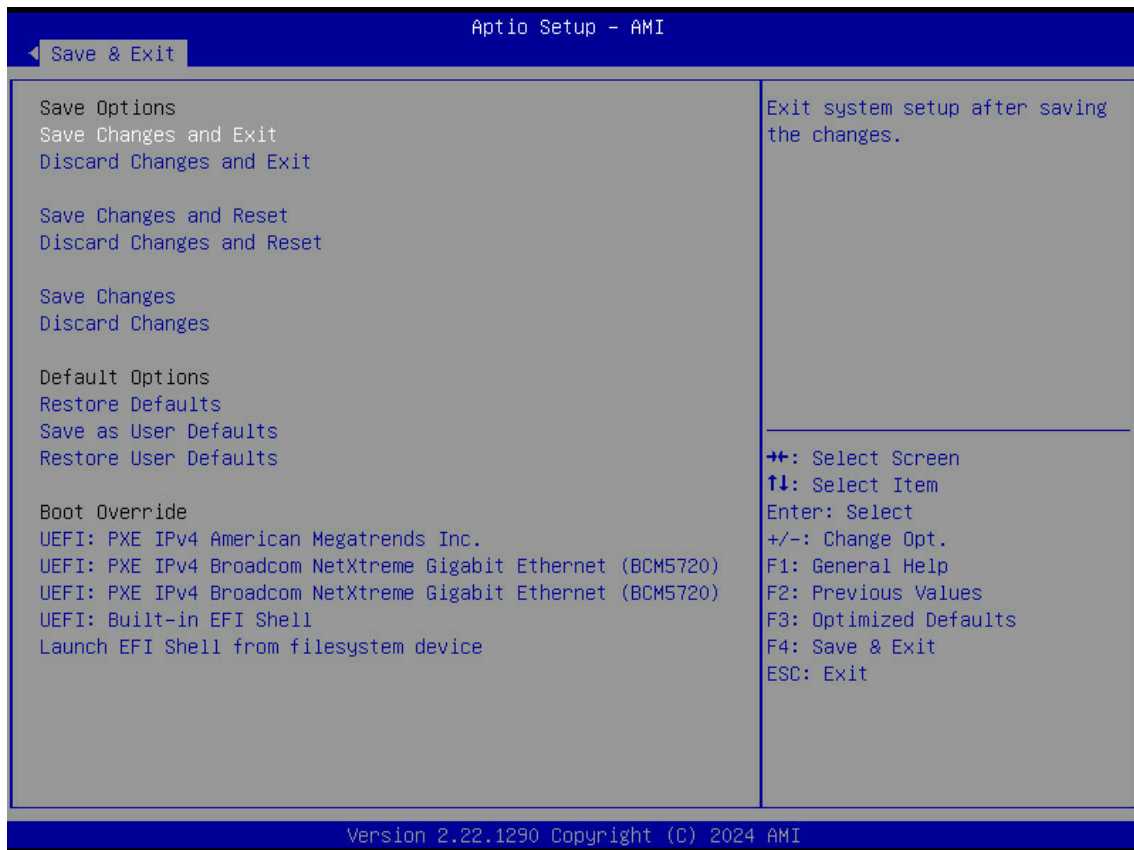 Aptio Setup – AMI
Save & Exit
Save Options
Save Changes and Exit
Discard Changes and Exit
Save Changes and Reset
Discard Changes and Reset
Save Changes
Discard Changes
Default Options
Restore Defaults
Save as User Defaults
Restore User Defaults
Boot Override
UEFI: PXE IPv4 American Megatrends Inc.
UEFI: PXE IPv4 Broadcom NetXtreme Gigabit Ethernet (BCM5720)
UEFI: PXE IPv4 Broadcom NetXtreme Gigabit Ethernet (BCM5720)
UEFI: Built-in EFI Shell
Launch EFI Shell from filesystem device
Exit system setup after saving
the changes.
→←: Select Screen
↑↓: Select Item
Enter: Select
+/-: Change Opt.
F1: General Help
F2: Previous Values
F3: Optimized Defaults
F4: Save & Exit
ESC: Exit
Version 2.22.1290 Copyright (C) 2024 AMI